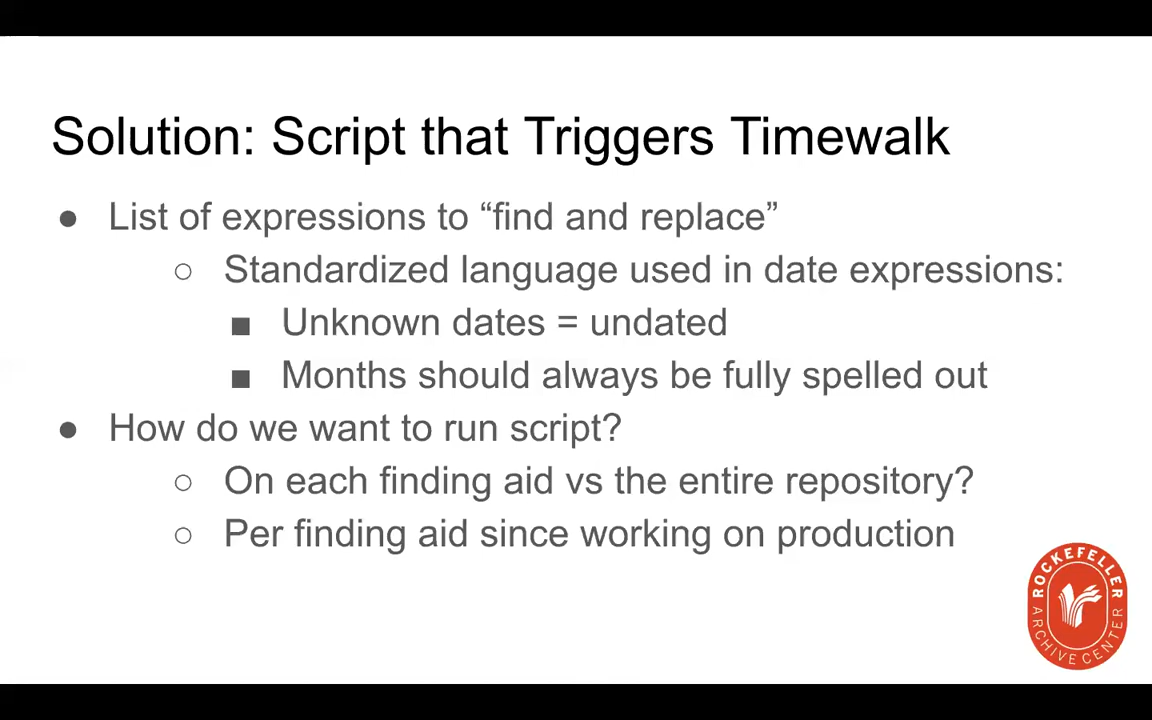 Solution: Script that Triggers Timewalk
● List of expressions to “find and replace”
○ Standardized language used in date expressions:
■ Unknown dates = undated
■ Months should always be fully spelled out
● How do we want to run script?
○ On each finding aid vs the entire repository?
○ Per finding aid since working on production
ROCKEFELLER
ARCHIVE CENTER